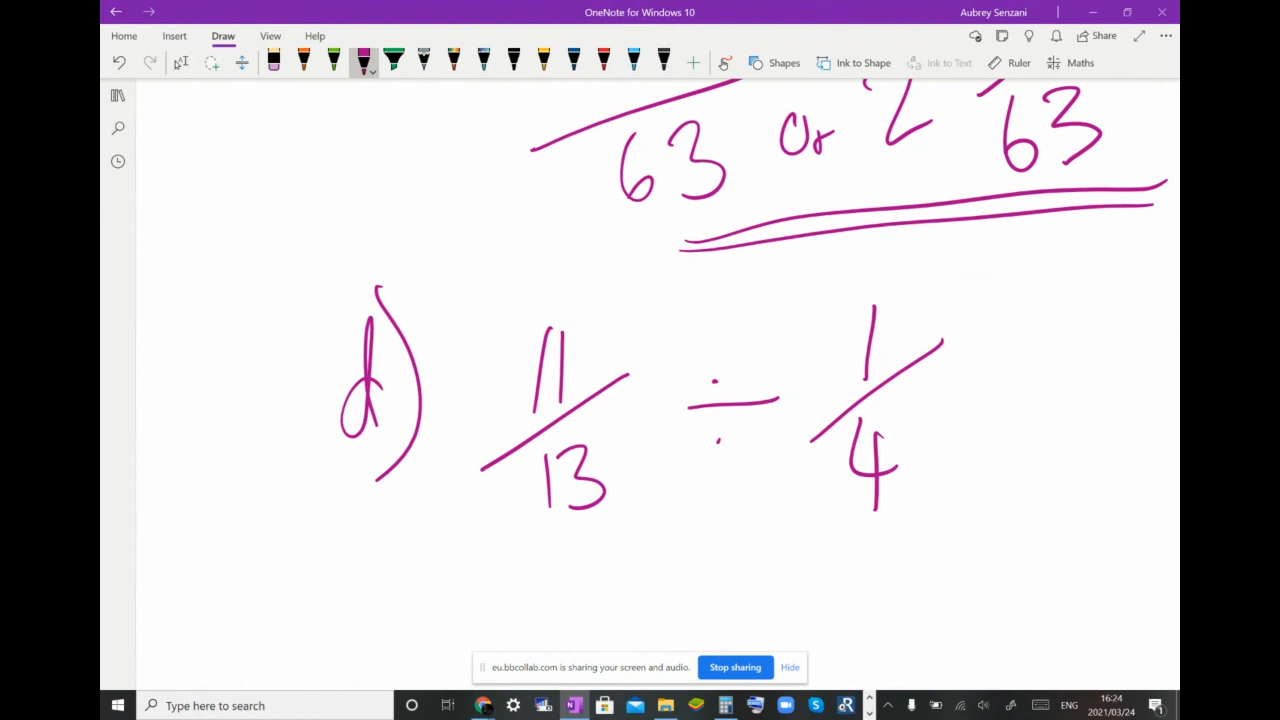 OneNote for Windows 10
Aubrey Senzani
Home Insert Draw View Help
Share
Shapes Ink to Shape Ink to Text Ruler Maths
63 or 2 63
d) 11/13 ÷ 1/4
eu.bbcollab.com is sharing your screen and audio. Stop sharing Hide
Type here to search
ENG
16:24
2021/03/24
1